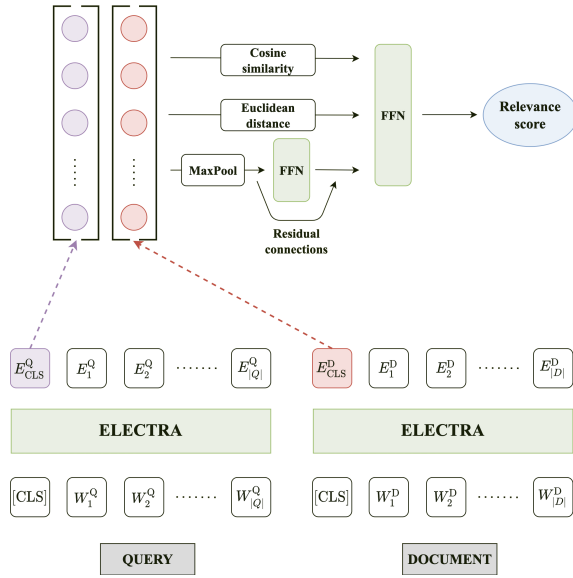 Cosine
similarity
Euclidean
distance
MaxPool
FFN
Residual
connections
FFN
Relevance
score
E^Q_CLS E^Q_1 E^Q_2 ······· E^Q_|Q|
E^D_CLS E^D_1 E^D_2 ······· E^D_|D|
ELECTRA
ELECTRA
[CLS] W^Q_1 W^Q_2 ······· W^Q_|Q|
[CLS] W^D_1 W^D_2 ······· W^D_|D|
QUERY
DOCUMENT